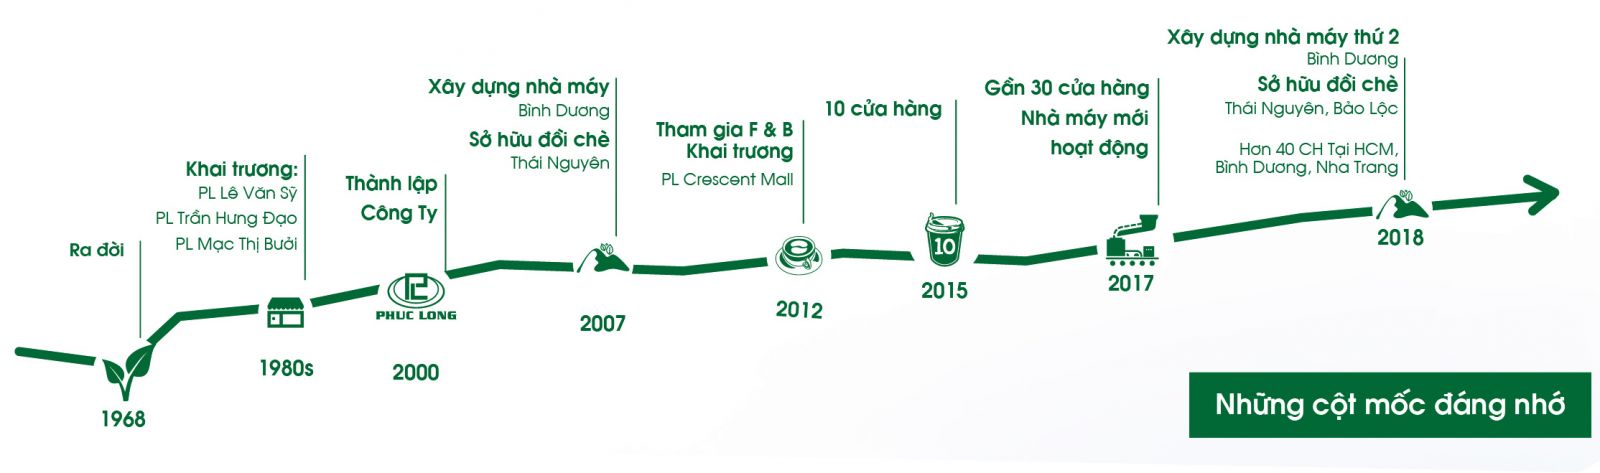 Ra đời
1968
Khai trương:
PL Lê Văn Sỹ
PL Trần Hưng Đạo
PL Mạc Thị Bưởi
1980s
Thành lập
Công Ty
PL
PHUC LONG
2000
Xây dựng nhà máy
Bình Dương
Sở hữu đồi chè
Thái Nguyên
2007
Tham gia F & B
Khai trương
PL Crescent Mall
2012
10 cửa hàng
10
2015
Gần 30 cửa hàng
Nhà máy mới
hoạt động
2017
Xây dựng nhà máy thứ 2
Bình Dương
Sở hữu đồi chè
Thái Nguyên, Bảo Lộc
Hơn 40 CH Tại HCM,
Bình Dương, Nha Trang
2018
Những cột mốc đáng nhớ